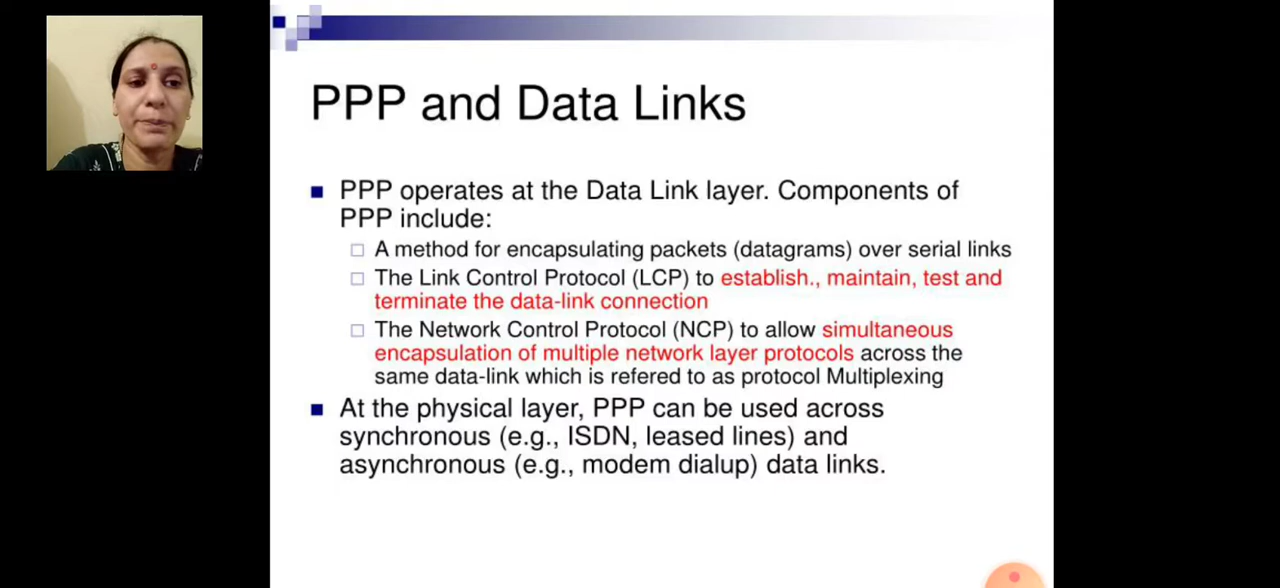 PPP and Data Links
PPP operates at the Data Link layer. Components of
PPP include:
A method for encapsulating packets (datagrams) over serial links
The Link Control Protocol (LCP) to establish., maintain, test and
terminate the data-link connection
The Network Control Protocol (NCP) to allow simultaneous
encapsulation of multiple network layer protocols across the
same data-link which is refered to as protocol Multiplexing
At the physical layer, PPP can be used across
synchronous (e.g., ISDN, leased lines) and
asynchronous (e.g., modem dialup) data links.